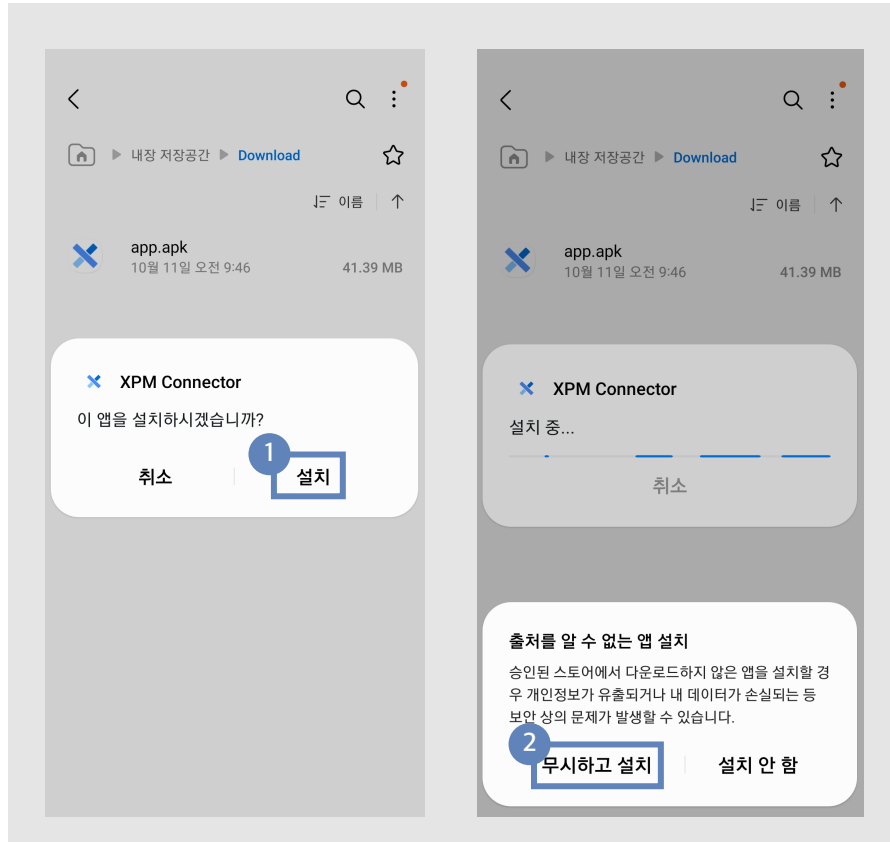 내장 저장공간 Download
이름
app.apk
10월 11일 오전 9:46 41.39 MB
XPM Connector
이 앱을 설치하시겠습니까?
1
취소 설치
내장 저장공간 Download
이름
app.apk
10월 11일 오전 9:46 41.39 MB
XPM Connector
설치 중...
취소
출처를 알 수 없는 앱 설치
승인된 스토어에서 다운로드하지 않은 앱을 설치할 경
우 개인정보가 유출되거나 내 데이터가 손실되는 등
보안 상의 문제가 발생할 수 있습니다.
2
무시하고 설치 설치 안 함